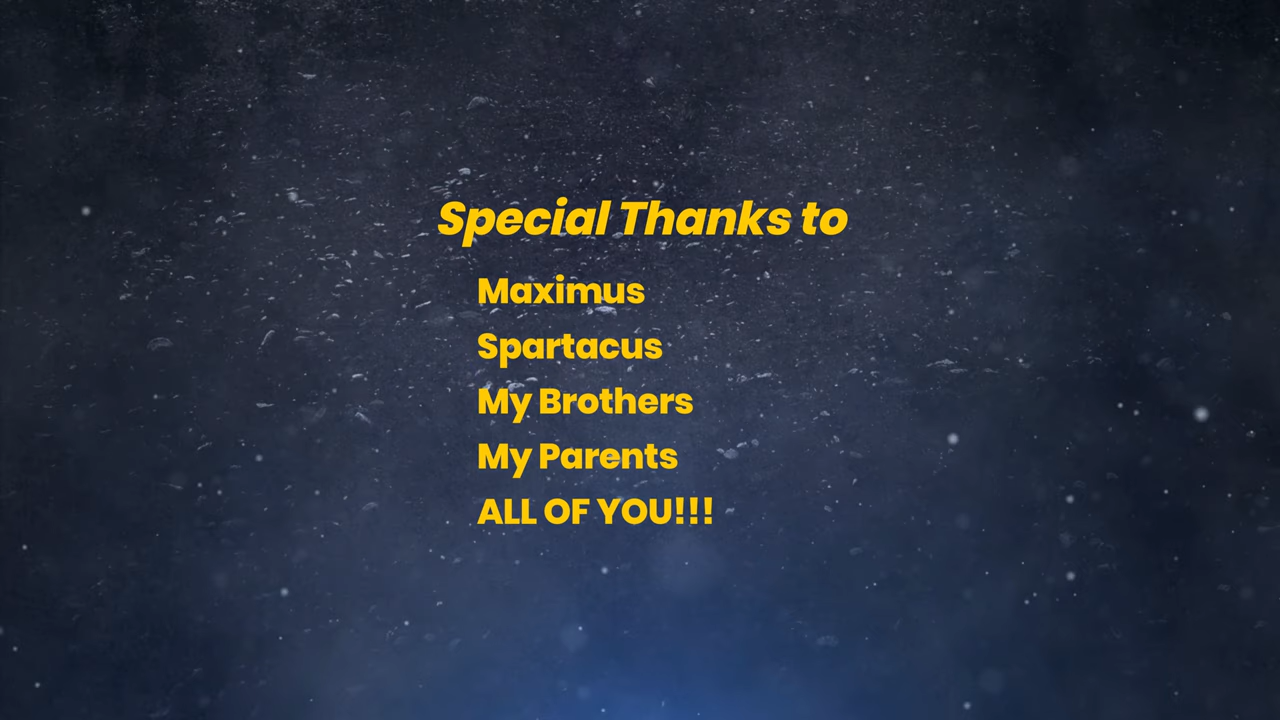 Special Thanks to
Maximus
Spartacus
My Brothers
My Parents
ALL OF YOU!!!